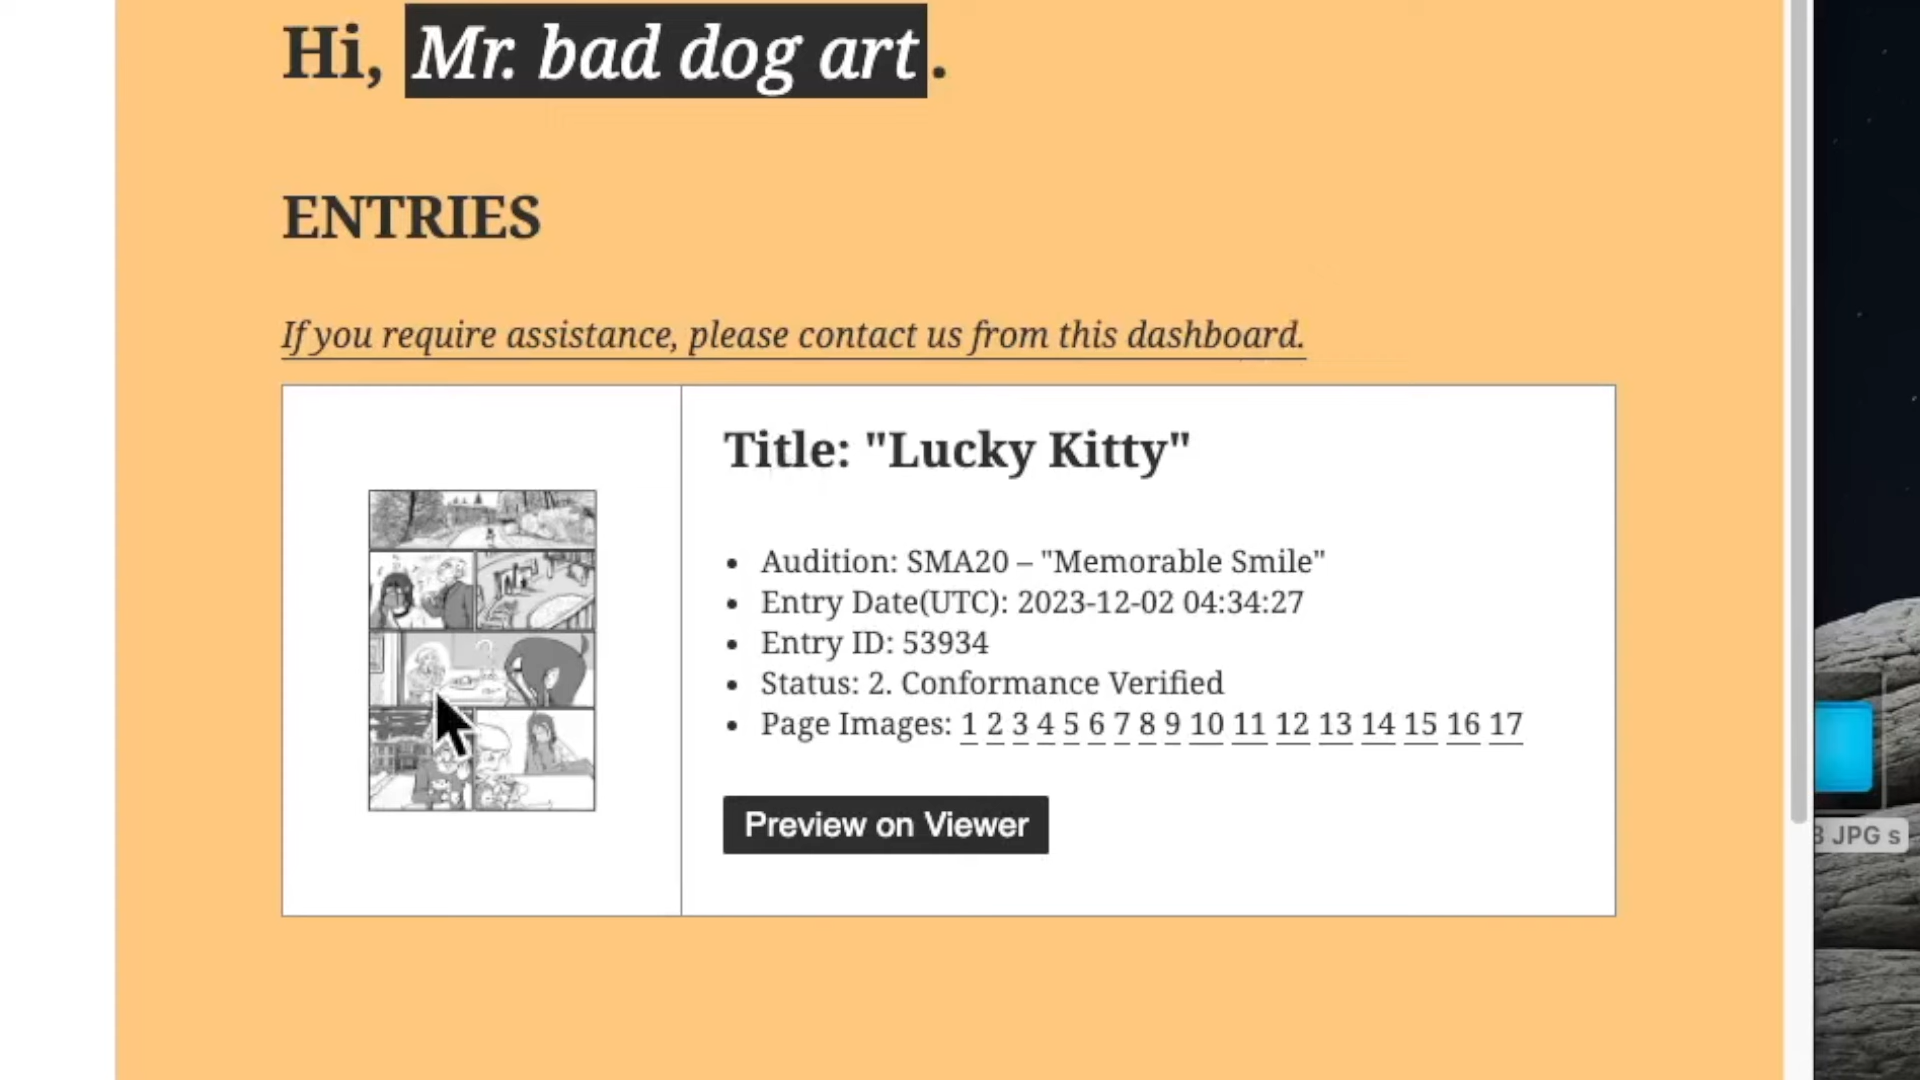 Hi, Mr. bad dog art.
ENTRIES
If you require assistance, please contact us from this dashboard.
Title: "Lucky Kitty"
• Audition: SMA20 – "Memorable Smile"
• Entry Date(UTC): 2023-12-02 04:34:27
• Entry ID: 53934
• Status: 2. Conformance Verified
• Page Images: 1 2 3 4 5 6 7 8 9 10 11 12 13 14 15 16 17
Preview on Viewer
JPG s